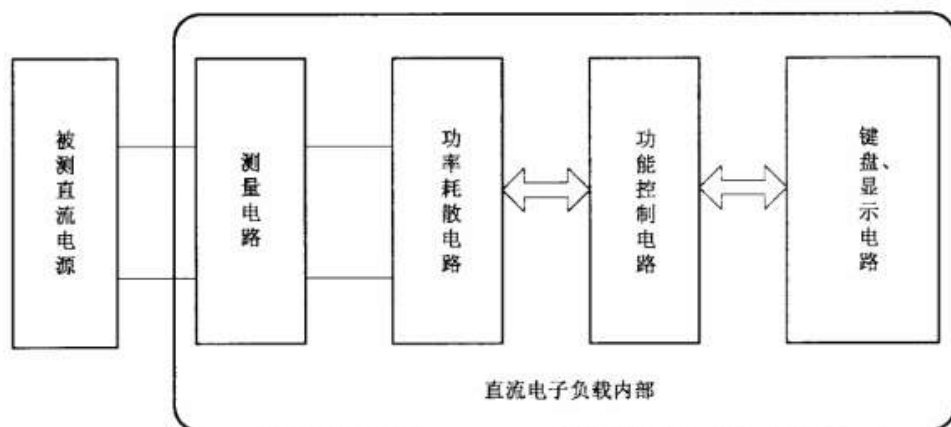 被测直流电源
测量电路
功率耗散电路
功能控制电路
键盘、显示电路
直流电子负载内部